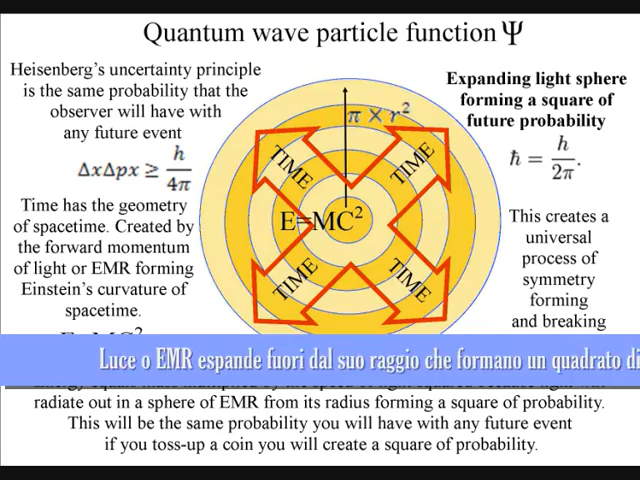 Quantum wave particle function Ψ
Heisenberg's uncertainty principle
is the same probability that the
observer will have with
any future event
ΔxΔpx ≥ h/4π
Time has the geometry
of spacetime. Created by
the forward momentum
of light or EMR forming
Einstein's curvature of
spacetime.
π × r²
TIME
TIME
E=MC²
TIME
TIME
Expanding light sphere
forming a square of
future probability
ħ = h/2π.
This creates a
universal
process of
symmetry
forming
and breaking
Luce o EMR espande fuori dal suo raggio che formano un quadrato di
radiate out in a sphere of EMR from its radius forming a square of probability.
This will be the same probability you will have with any future event
if you toss-up a coin you will create a square of probability.